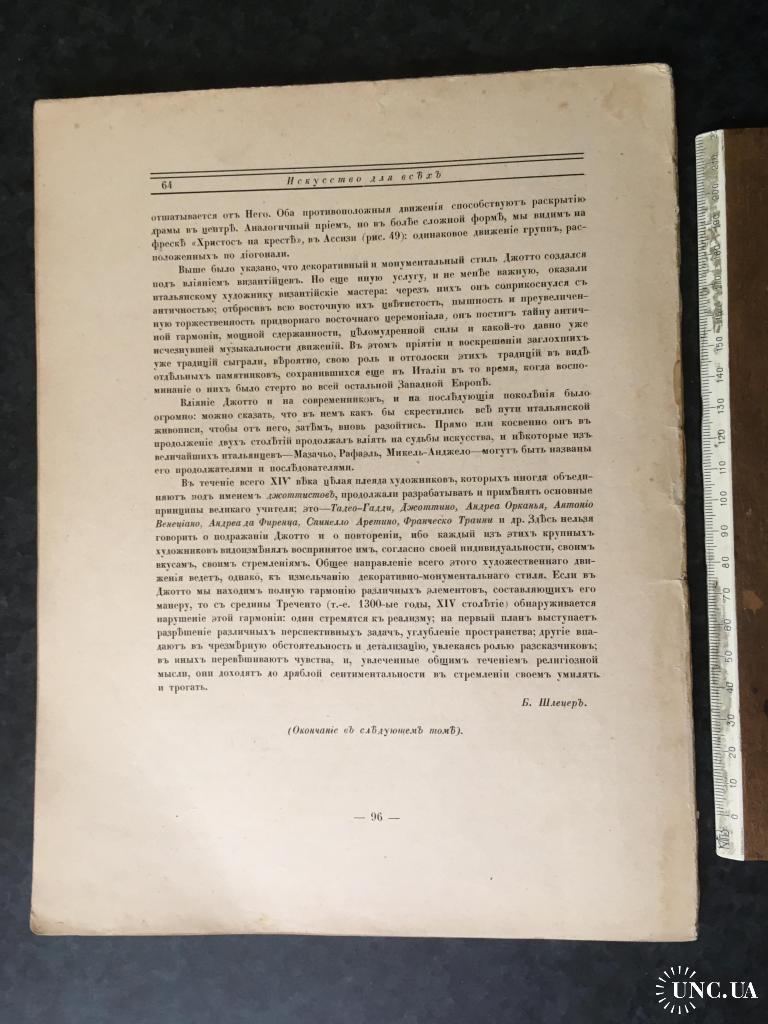 64
Искусство для всѣхъ
отшатывается отъ Него. Оба противоположныя движенія способствуютъ раскрытію
драмы въ центрѣ. Аналогичный пріемъ, но въ болѣе сложной формѣ, мы видимъ на
фрескѣ «Христосъ на крестѣ», въ Ассизи (рис. 49): одинаковое движеніе группъ, рас-
положенныхъ по діогонали.
Выше было указано, что декоративный и монументальный стиль Джотто создался
подъ вліяніемъ византійцевъ. Но еще иную услугу, и не менѣе важную, оказали
итальянскому художнику византійскіе мастера: черезъ нихъ онъ соприкоснулся съ
античностью; отбросивъ всю восточную ихъ цвѣтистость, пышность и преувеличен-
ную торжественность придворнаго восточнаго церемоніала, онъ постигъ тайну антич-
ной гармоніи, мощной сдержанности, цѣломудренной силы и какой-то давно уже
исчезнувшей музыкальности движеній. Въ этомъ пріятіи и воскрешеніи заглохшихъ
уже традицій сыграли, вѣроятно, свою роль и отголоски этихъ традицій въ видѣ
отдѣльныхъ памятниковъ, сохранившихся еще въ Италіи въ то время, когда воспо-
минаніе о нихъ было стерто во всей остальной Западной Европѣ.
Вліяніе Джотто и на современниковъ, и на послѣдующія поколѣнія было
огромно: можно сказать, что въ немъ какъ бы скрестились всѣ пути итальянской
живописи, чтобы отъ него, затѣмъ, вновь разойтись. Прямо или косвенно онъ въ
продолженіе двухъ столѣтій продолжалъ вліять на судьбы искусства, и нѣкоторые изъ
величайшихъ итальянцевъ—Мазачьо, Рафаэль, Микель-Анджело—могутъ быть названы
его продолжателями и послѣдователями.
Въ теченіе всего XIV вѣка цѣлая плеяда художниковъ, которыхъ иногда объеди-
няютъ подъ именемъ джоттистовъ, продолжали разрабатывать и примѣнять основные
принципы великаго учителя; это—Тадео-Гадди, Джоттино, Андреа Орканья, Антоніо
Венеціано, Андреа да Фиренца, Спинелло Аретино, Франческо Траини и др. Здѣсь нельзя
говорить о подражаніи Джотто и о повтореніи, ибо каждый изъ этихъ крупныхъ
художниковъ видоизмѣнялъ воспринятое имъ, согласно своей индивидуальности, своимъ
вкусамъ, своимъ стремленіямъ. Общее направленіе всего этого художественнаго дви-
женія ведетъ, однако, къ измельчанію декоративно-монументальнаго стиля. Если въ
Джотто мы находимъ полную гармонію различныхъ элементовъ, составляющихъ его
манеру, то съ средины Треченто (т.-е. 1300-ые годы, XIV столѣтіе) обнаруживается
нарушеніе этой гармоніи: одни стремятся къ реализму; на первый планъ выступаетъ
разрѣшеніе различныхъ перспективныхъ задачъ, углубленіе пространства; другіе впа-
даютъ въ чрезмѣрную обстоятельность и детализацію, увлекаясь ролью разсказчиковъ;
въ иныхъ перевѣшиваютъ чувства, и, увлеченные общимъ теченіемъ религіозной
мысли, они доходятъ до дряблой сентиментальности въ стремленіи своемъ умилять
и трогать.
Б. Шлецеръ.
(Окончаніе въ слѣдующемъ томѣ).
— 96 —
UNC.UA